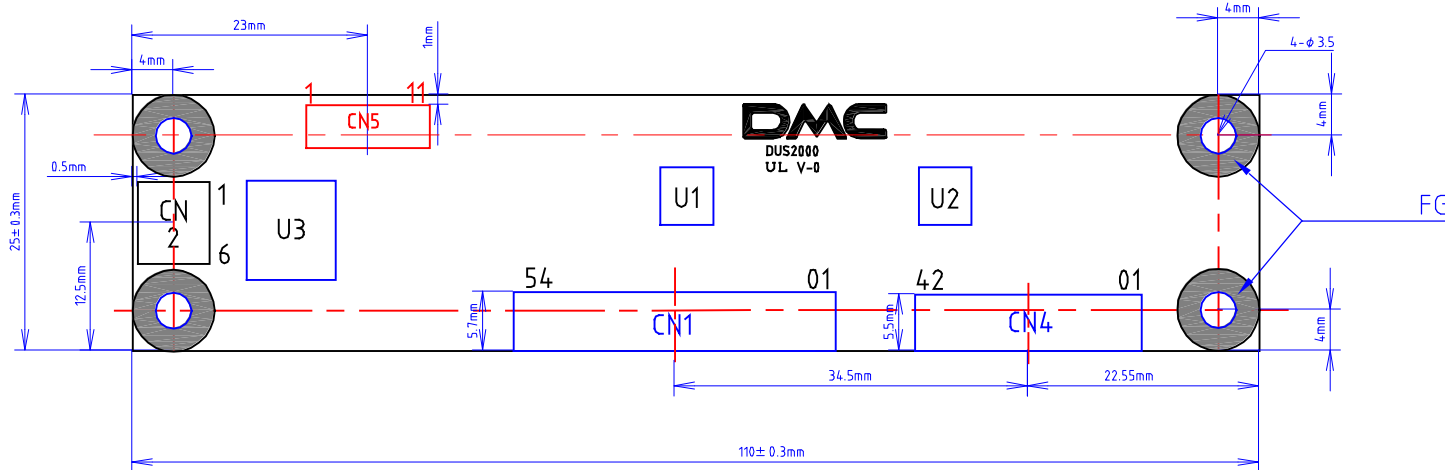 4mm
23mm
1mm
4-ϕ 3.5
4mm
1
11
CN5
DMC
DUS2000
UL V-0
4mm
0.5mm
CN
2
1
6
U3
U1
U2
FG
25± 0.3mm
12.5mm
54
01
42
01
5.7mm
CN1
5.5mm
CN4
4mm
34.5mm
22.55mm
110± 0.3mm